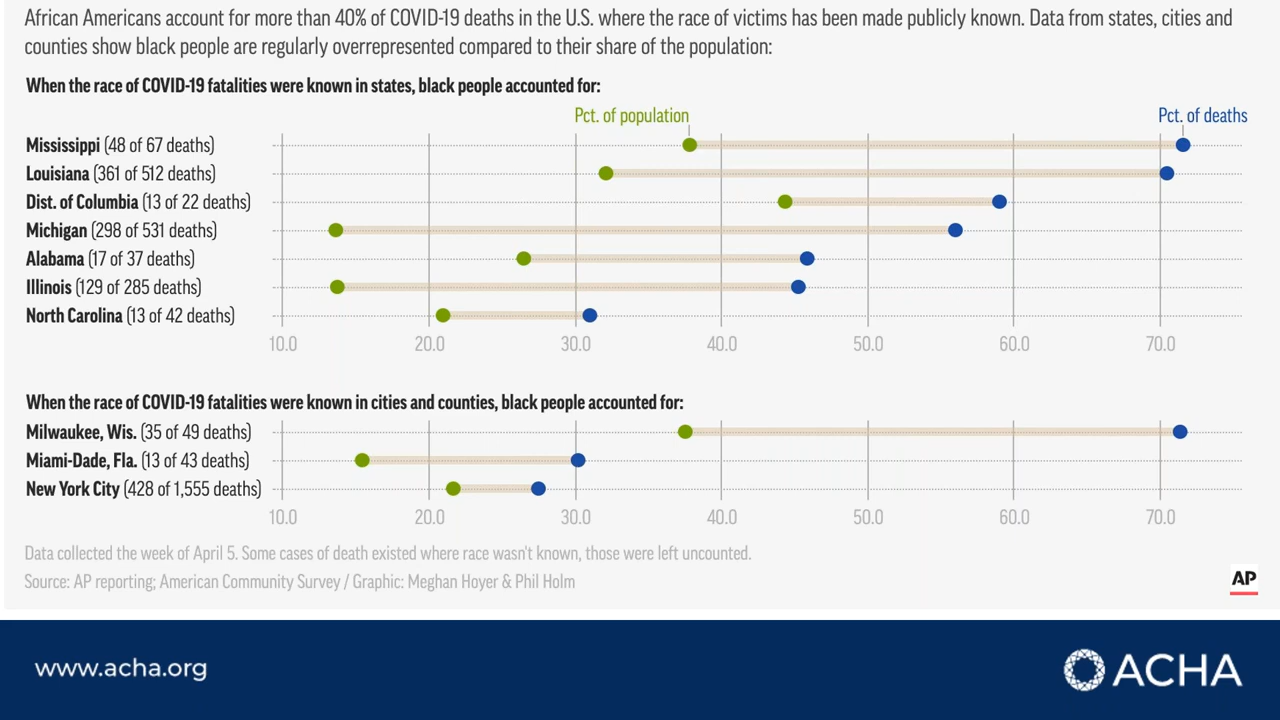 African Americans account for more than 40% of COVID-19 deaths in the U.S. where the race of victims has been made publicly known. Data from states, cities and
counties show black people are regularly overrepresented compared to their share of the population:
When the race of COVID-19 fatalities were known in states, black people accounted for:
Pct. of population
Pct. of deaths
Mississippi (48 of 67 deaths)
Louisiana (361 of 512 deaths)
Dist. of Columbia (13 of 22 deaths)
Michigan (298 of 531 deaths)
Alabama (17 of 37 deaths)
Illinois (129 of 285 deaths)
North Carolina (13 of 42 deaths)
10.0 20.0 30.0 40.0 50.0 60.0 70.0
When the race of COVID-19 fatalities were known in cities and counties, black people accounted for:
Milwaukee, Wis. (35 of 49 deaths)
Miami-Dade, Fla. (13 of 43 deaths)
New York City (428 of 1,555 deaths)
10.0 20.0 30.0 40.0 50.0 60.0 70.0
Data collected the week of April 5. Some cases of death existed where race wasn't known, those were left uncounted.
Source: AP reporting; American Community Survey / Graphic: Meghan Hoyer & Phil Holm
AP
www.acha.org
ACHA